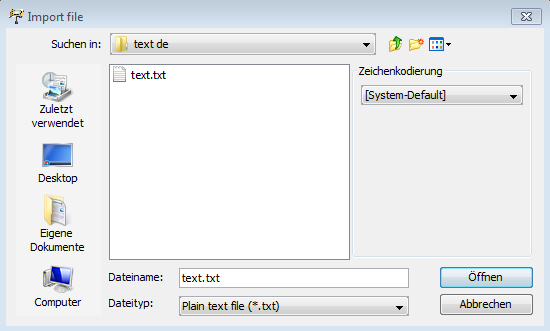 Import file
Suchen in:
text de
Zuletzt
verwendet
Desktop
Eigene
Dokumente
Computer
text.txt
Zeichenkodierung
[System-Default]
Dateiname:
text.txt
Öffnen
Dateityp:
Plain text file (*.txt)
Abbrechen